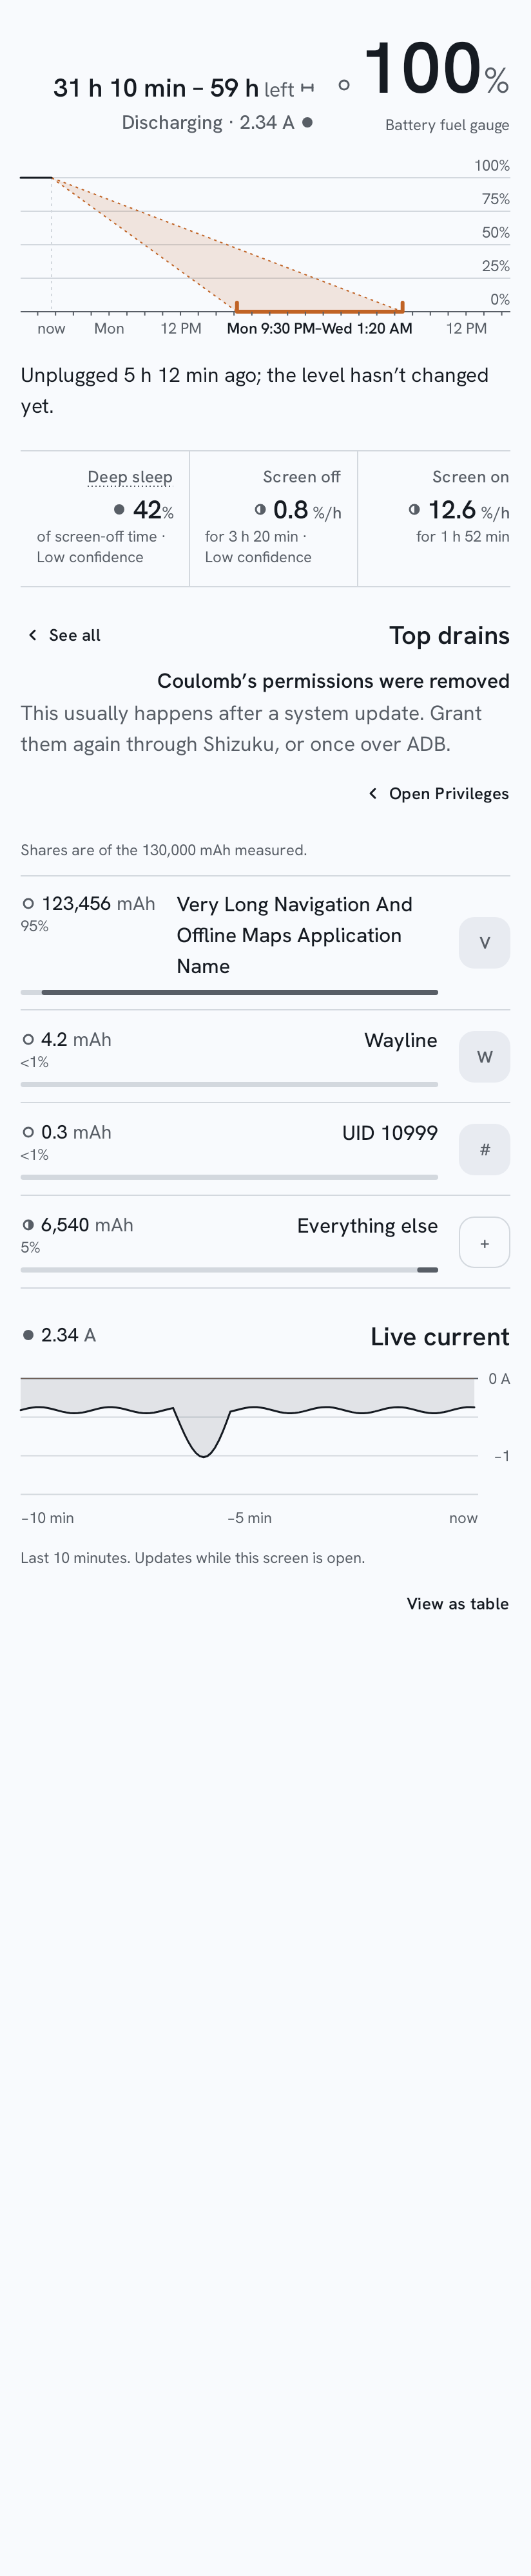 100%
31 h 10 min – 59 h left
Discharging · 2.34 A
Battery fuel gauge
100%
75%
50%
25%
0%
now Mon 12 PM Mon 9:30 PM–Wed 1:20 AM 12 PM
Unplugged 5 h 12 min ago; the level hasn’t changed
yet.
Screen on
12.6 %/h
for 1 h 52 min
Screen off
0.8 %/h
for 3 h 20 min ·
Low confidence
Deep sleep
42%
of screen-off time ·
Low confidence
Top drains
See all
Coulomb’s permissions were removed
This usually happens after a system update. Grant
them again through Shizuku, or once over ADB.
Open Privileges
Shares are of the 130,000 mAh measured.
V
Very Long Navigation And
Offline Maps Application
Name
123,456 mAh
95%
W
Wayline
4.2 mAh
<1%
#
UID 10999
0.3 mAh
<1%
+
Everything else
6,540 mAh
5%
Live current
2.34 A
0 A
−1
−10 min −5 min now
Last 10 minutes. Updates while this screen is open.
View as table